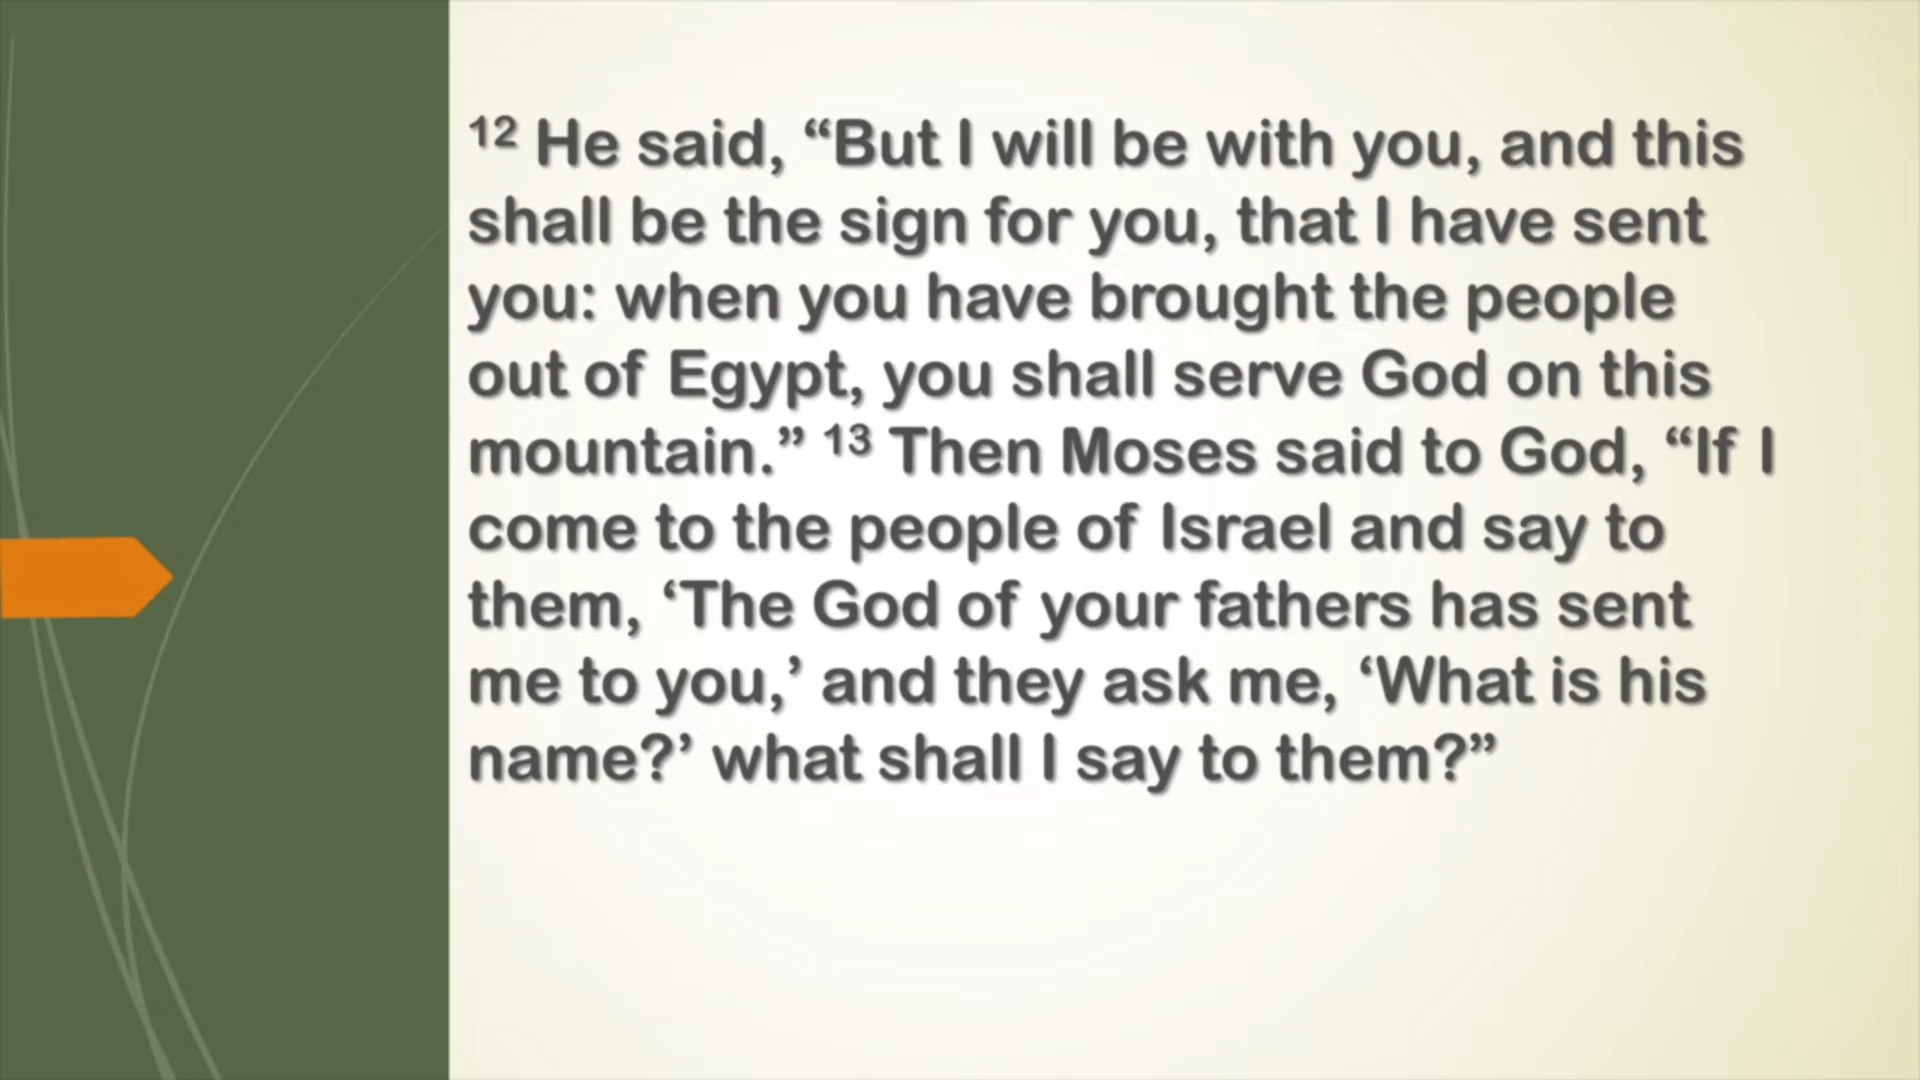 12 He said, “But I will be with you, and this
shall be the sign for you, that I have sent
you: when you have brought the people
out of Egypt, you shall serve God on this
mountain.” 13 Then Moses said to God, “If I
come to the people of Israel and say to
them, ‘The God of your fathers has sent
me to you,’ and they ask me, ‘What is his
name?’ what shall I say to them?”